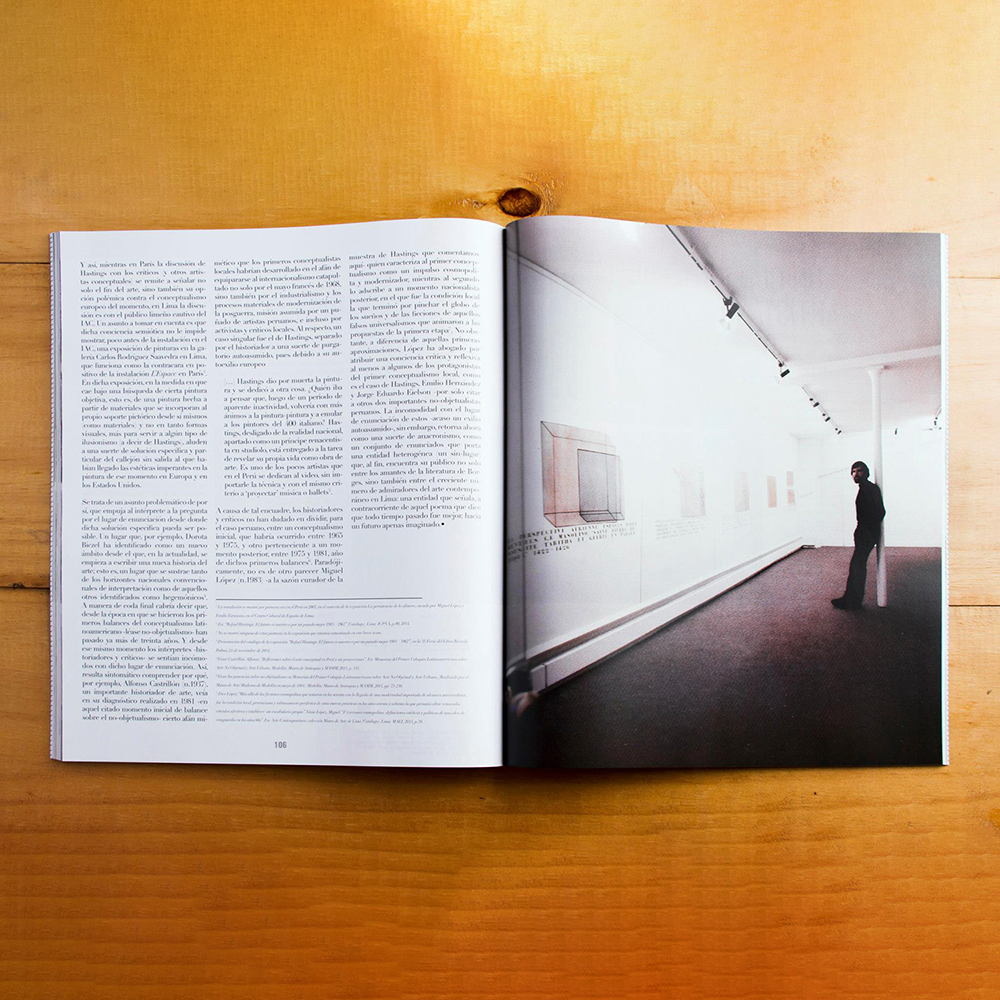 Y así, mientras en París la discusión de
Hastings con los críticos -y otros artis-
tas conceptuales- se remite a señalar no
solo el fin del arte, sino también su op-
ción polémica contra el conceptualismo
europeo del momento, en Lima la discu-
sión es con el público limeño cautivo del
IAC. Un asunto a tomar en cuenta es que
dicha conciencia semiótica no le impide
mostrar, poco antes de la instalación en el
IAC, una exposición de pinturas en la ga-
lería Carlos Rodríguez Saavedra en Lima,
que funciona como la contracara en po-
sitivo de la instalación L'Espace en París.
En dicha exposición, en la medida en que
cae bajo una búsqueda de cierta pintura
objetiva, esto es, de una pintura hecha a
partir de materiales que se incorporan al
propio soporte pictórico desde sí mismos
-como materiales- y no en tanto formas
visuales, más para servir a algún tipo de
ilusionismo -a decir de Hastings-, aluden
a una suerte de solución específica y par-
ticular del callejón sin salida al que ha-
bían llegado las estéticas imperantes en la
pintura de ese momento en Europa y en
los Estados Unidos.
Se trata de un asunto problemático de por
sí, que empuja al intérprete a la pregunta
por el lugar de enunciación desde donde
dicha solución específica pueda ser po-
sible. Un lugar que, por ejemplo, Dorota
Biczel ha identificado como un nuevo
ámbito desde el que, en la actualidad, se
empieza a escribir una nueva historia del
arte; esto es, un lugar que se sustrae tanto
de los horizontes nacionales convencio-
nales de interpretación como de aquellos
otros identificados como hegemónicos.
A manera de coda final cabría decir que,
desde la época en que se hicieron los pri-
meros balances del conceptualismo lati-
noamericano -léase no-objetualismo- han
pasado ya más de treinta años. Y desde
ese mismo momento los intérpretes -his-
toriadores y críticos- se sentían incómo-
dos con dicho lugar de enunciación. Así,
resulta sintomático comprender por qué,
por ejemplo, Alfonso Castrillón (n.1937),
un importante historiador de arte, veía
en su diagnóstico realizado en 1981 -en
aquel citado momento inicial de balance
sobre el no-objetualismo- cierto afán mi-
mético que los primeros conceptualistas
locales habrían desarrollado en el afán de
equipararse al internacionalismo catapul-
tado no solo por el mayo francés de 1968,
sino también por el industrialismo y los
procesos materiales de modernización de
la posguerra, misión asumida por un pu-
ñado de artistas peruanos, e incluso por
activistas y críticos locales. Al respecto, un
caso singular fue el de Hastings, separado
por el historiador a una suerte de purga-
torio autoasumido, pues debido a su au-
toexilio europeo
[…] Hastings dio por muerta la pintu-
ra y se dedicó a otra cosa. ¿Quién iba
a pensar que, luego de un período de
aparente inactividad, volvería con más
ánimos a la pintura-pintura y a emular
a los pintores del 400 italiano? Has-
tings, desligado de la realidad nacional,
apartado como un príncipe renacentis-
ta en su studiolo, está entregado a la tarea
de revelar su propia vida como obra de
arte. Es uno de los pocos artistas que
en el Perú se dedican al video, sin im-
portarle la técnica y con el mismo cri-
terio a 'proyectar' música o ballets'.
A causa de tal encuadre, los historiadores
y críticos no han dudado en dividir, para
el caso peruano, entre un conceptualismo
inicial, que habría ocurrido entre 1965
y 1975, y otro perteneciente a un mo-
mento posterior, entre 1975 y 1981, año
de dichos primeros balances. Paradóji-
camente, no es de otro parecer Miguel
López (n.1983) -a la sazón curador de la
muestra de Hastings que comentamos
aquí- quien caracteriza al primer concep-
tualismo como un impulso cosmopoli-
ta y modernizador, mientras al segundo
lo adscribe a un momento nacionalista
posterior, en el que fue la condición local
la que terminó por pinchar el globo de
los sueños y de las ficciones de aquellos
falsos universalismos que animaron a las
propuestas de la primera etapa. No obs-
tante, a diferencia de aquellas primeras
aproximaciones, López ha abogado por
atribuir una conciencia crítica y reflexiva
al menos a algunos de los protagonistas
del primer conceptualismo local, como
es el caso de Hastings, Emilio Hernández
y Jorge Eduardo Eielson -por solo citar
a otros dos importantes no-objetualistas
peruanos. La incomodidad con el lugar
de enunciación de estos -acaso un exilio
autoasumido-, sin embargo, retorna ahora
como una suerte de anacronismo, como
un conjunto de enunciados que porta
una entidad heterogénea -un sin-lugar-
que, al fin, encuentra su público no solo
entre los amantes de la literatura de Bor-
ges, sino también entre el creciente nú-
mero de admiradores del arte contempo-
ráneo en Lima: una entidad que señala, a
contracorriente de aquel poema que dice
que todo tiempo pasado fue mejor, hacia
un futuro apenas imaginado.•
106